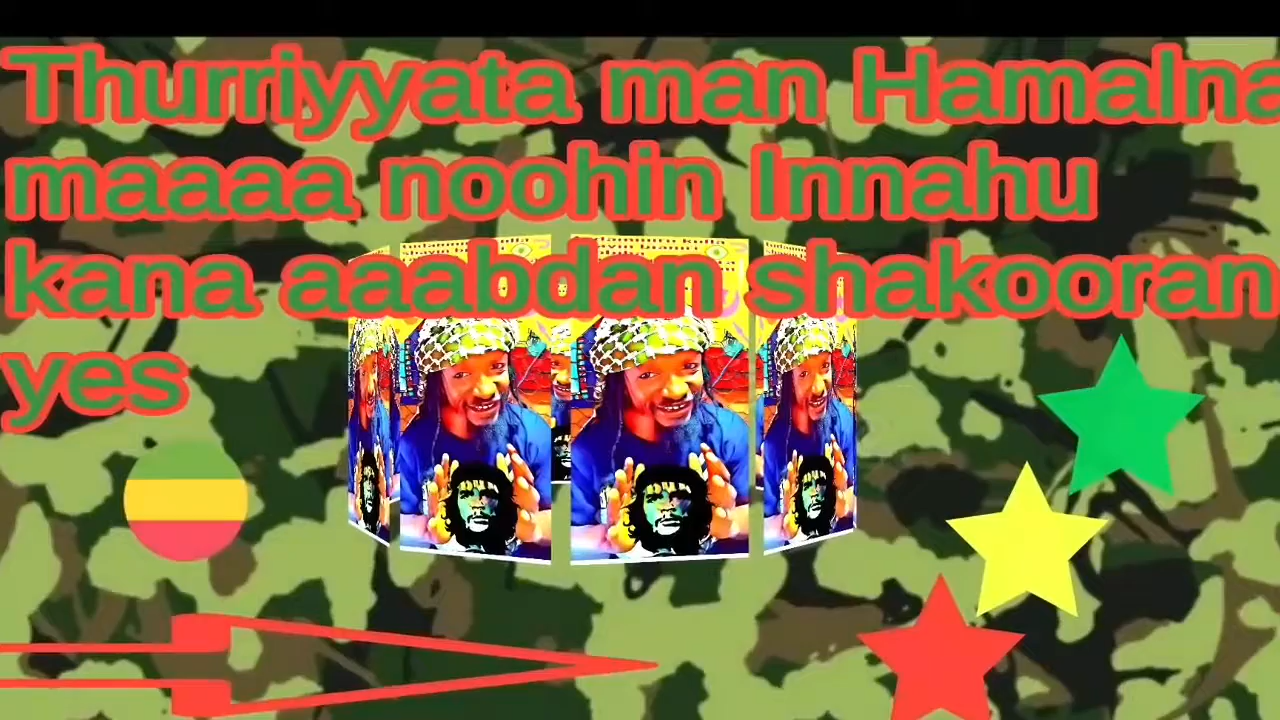 Thurriyyata man Hamalna
maaaa noohin Innahu
kana aaabdan shakooran
yes